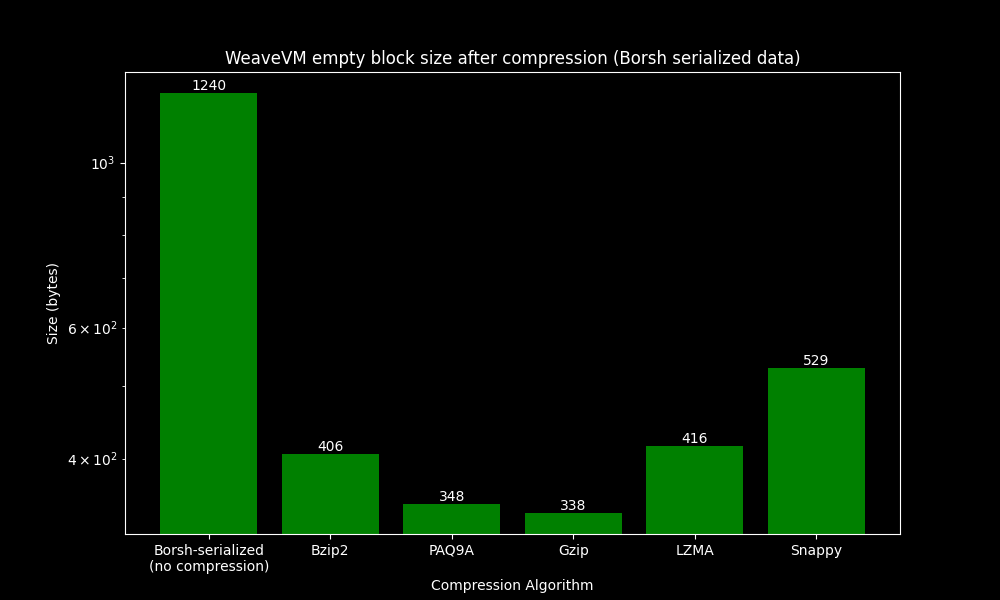 WeaveVM empty block size after compression (Borsh serialized data)
1240
10³
Size (bytes)
6 × 10²
529
406
416
4 × 10²
348
338
Borsh-serialized
(no compression)
Bzip2
PAQ9A
Gzip
LZMA
Snappy
Compression Algorithm